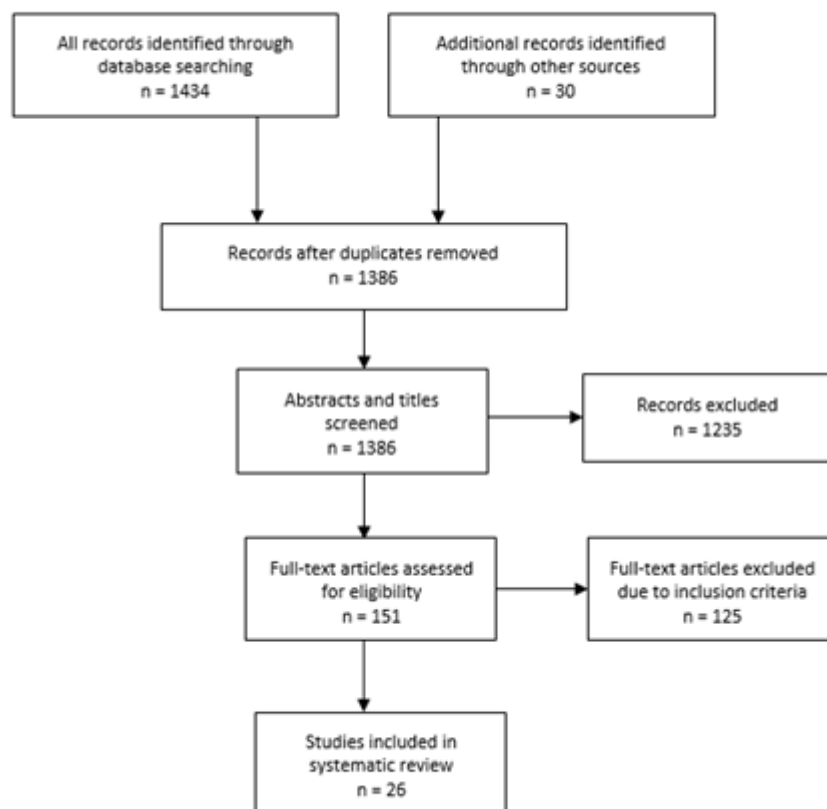 All records identified through
database searching
n = 1434
Additional records identified
through other sources
n = 30
Records after duplicates removed
n = 1386
Abstracts and titles
screened
n = 1386
Records excluded
n = 1235
Full-text articles assessed
for eligibility
n = 151
Full-text articles excluded
due to inclusion criteria
n = 125
Studies included in
systematic review
n = 26